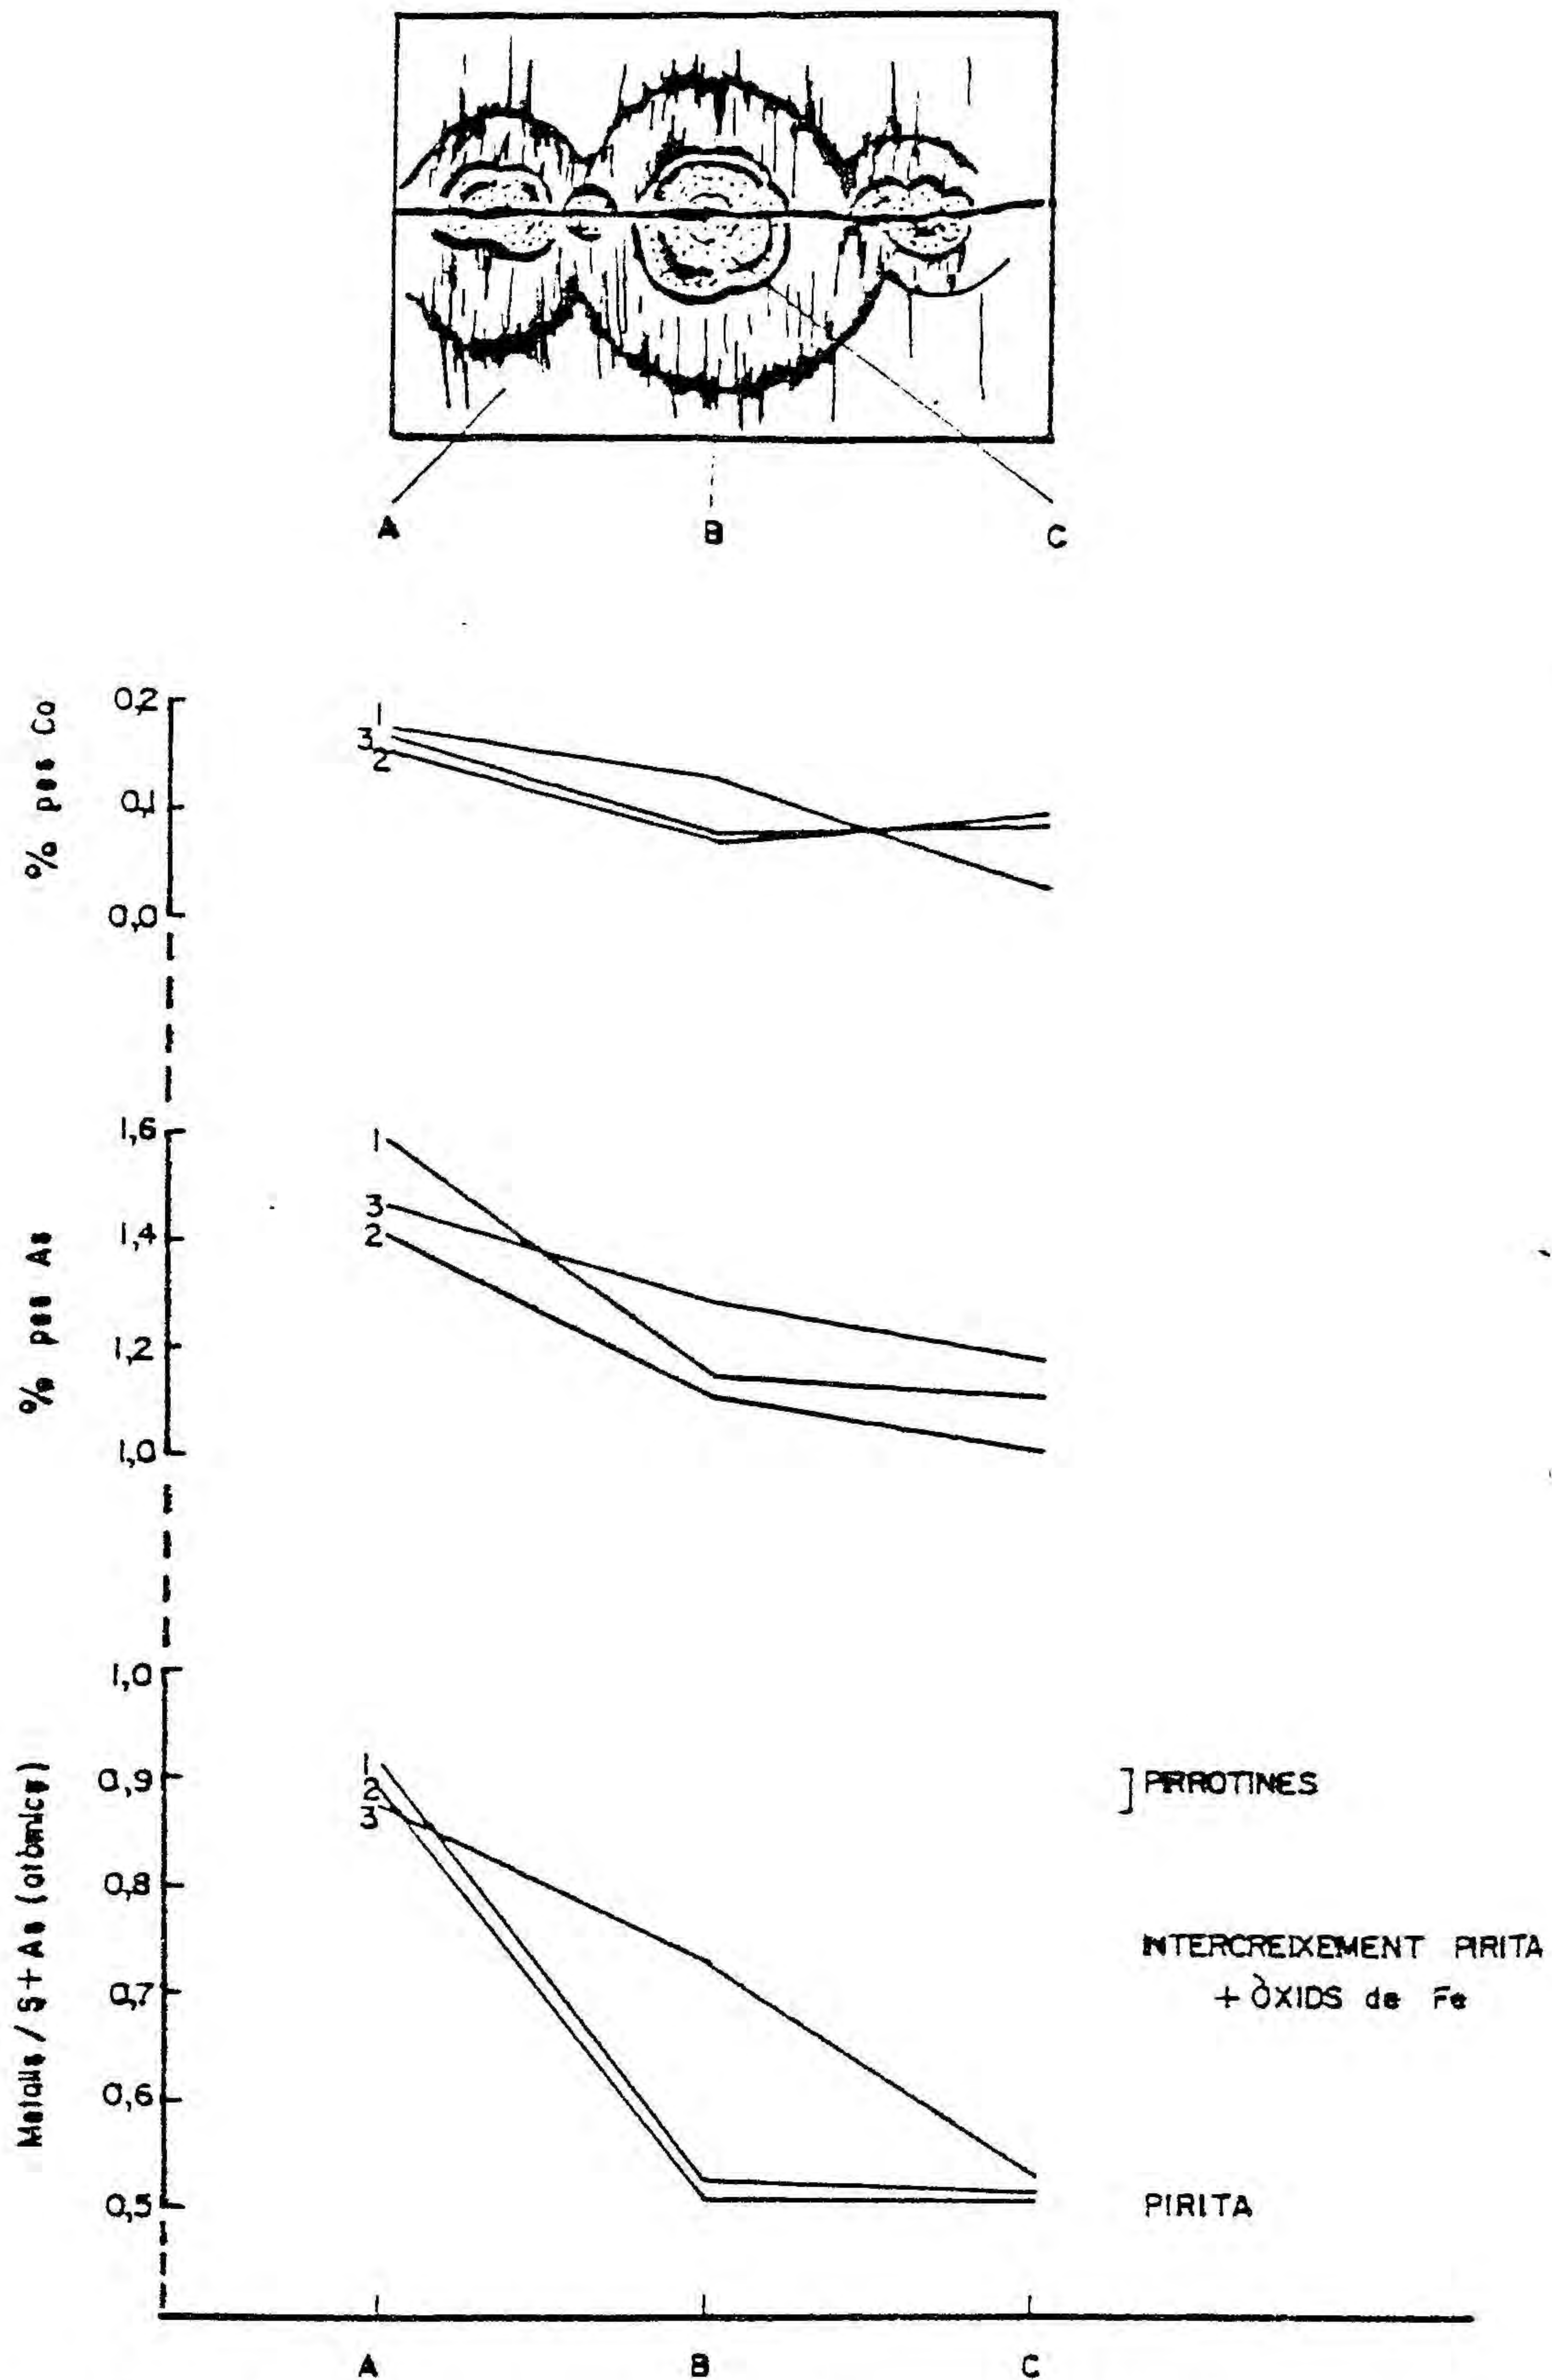 A B C
% pes Co
0,2
0,1
0,0
1
3
2
% pes As
1,6
1,4
1,2
1,0
1
3
2
Metalls / S + As (atòmics)
1,0
0,9
0,8
0,7
0,6
0,5
1
2
3
PIRROTINES
INTERCREIXEMENT PIRITA
+ ÒXIDS de Fe
PIRITA
A B C